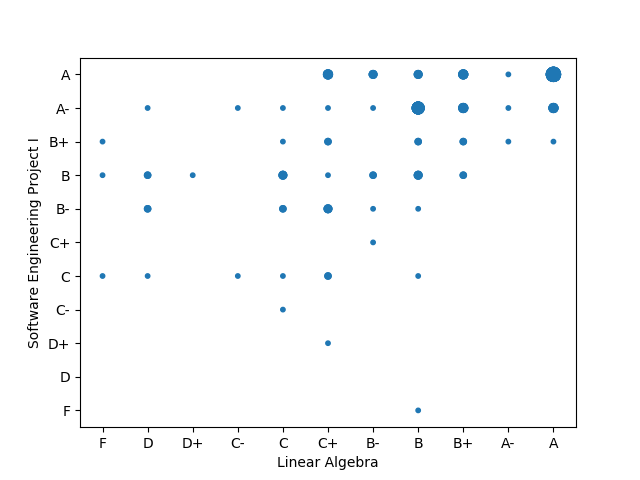 Software Engineering Project I
A
A-
B+
B
B-
C+
C
C-
D+
D
F
F D D+ C- C C+ B- B B+ A- A
Linear Algebra